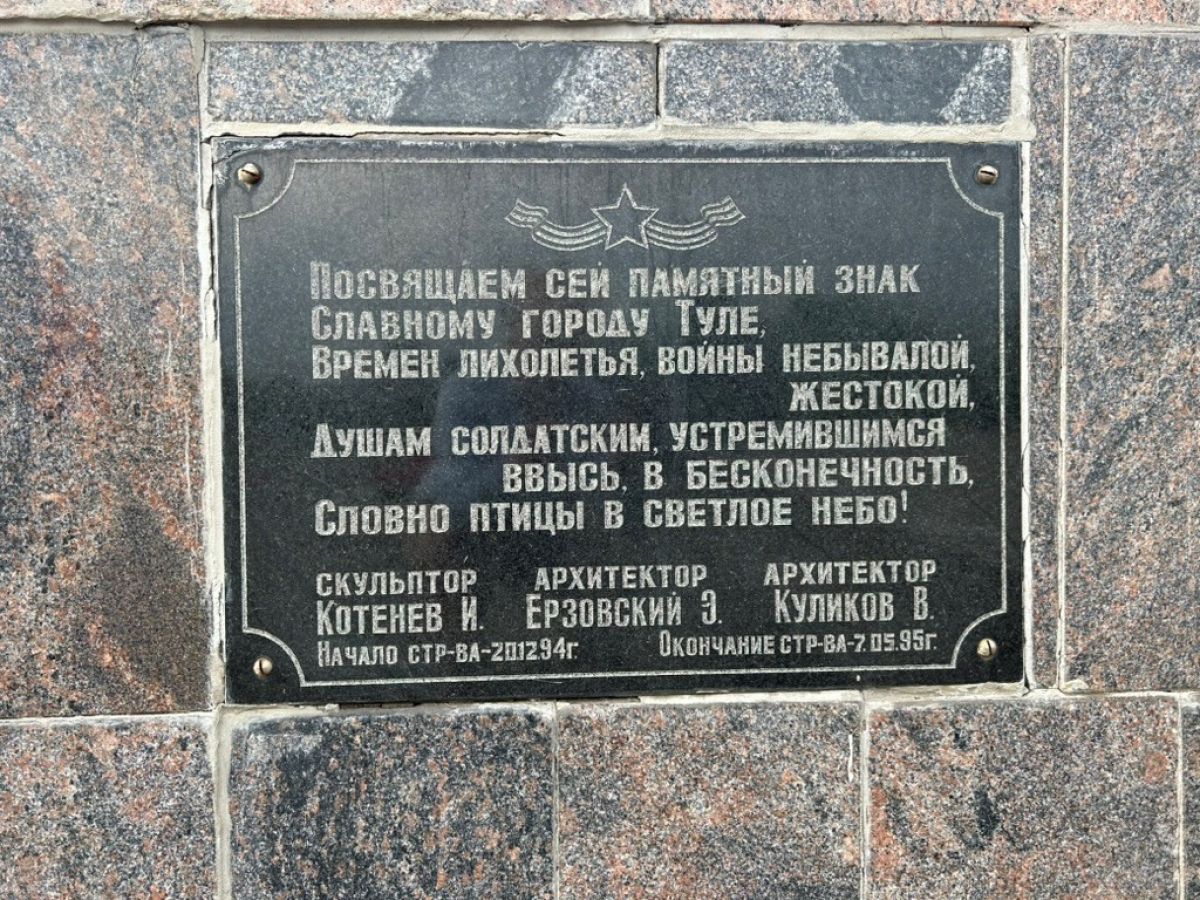 Посвящаем сей памятный знак
Славному городу Туле,
Времен лихолетья, войны небывалой,
жестокой,
Душам солдатским, устремившимся
ввысь, в бесконечность,
Словно птицы в светлое небо!
скульптор архитектор архитектор
Котенев И. Ерзовский Э. Куликов В.
Начало стр-ва-20.12.94г. Окончание стр-ва-7.05.95г.